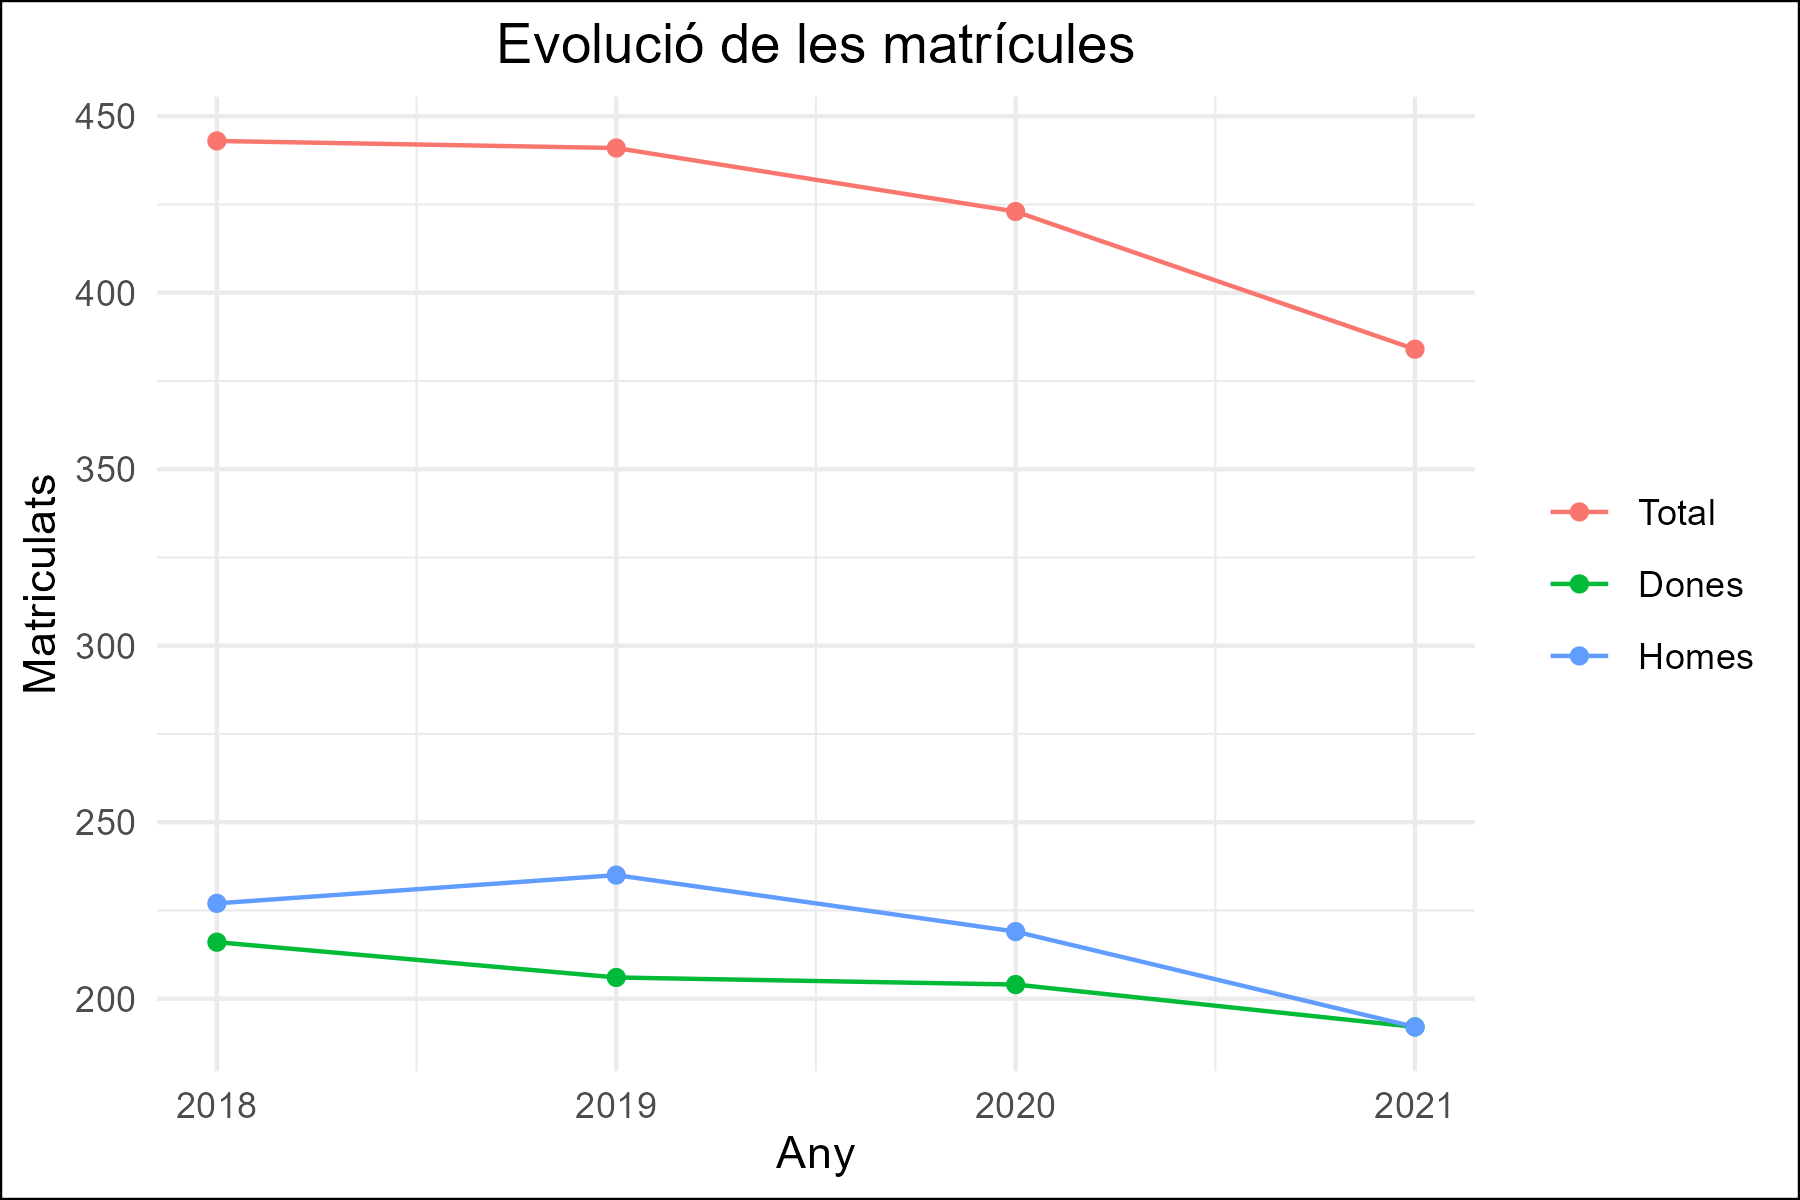 Evolució de les matrícules
Matriculats
450
400
350
300
250
200
2018
2019
2020
2021
Any
Total
Dones
Homes